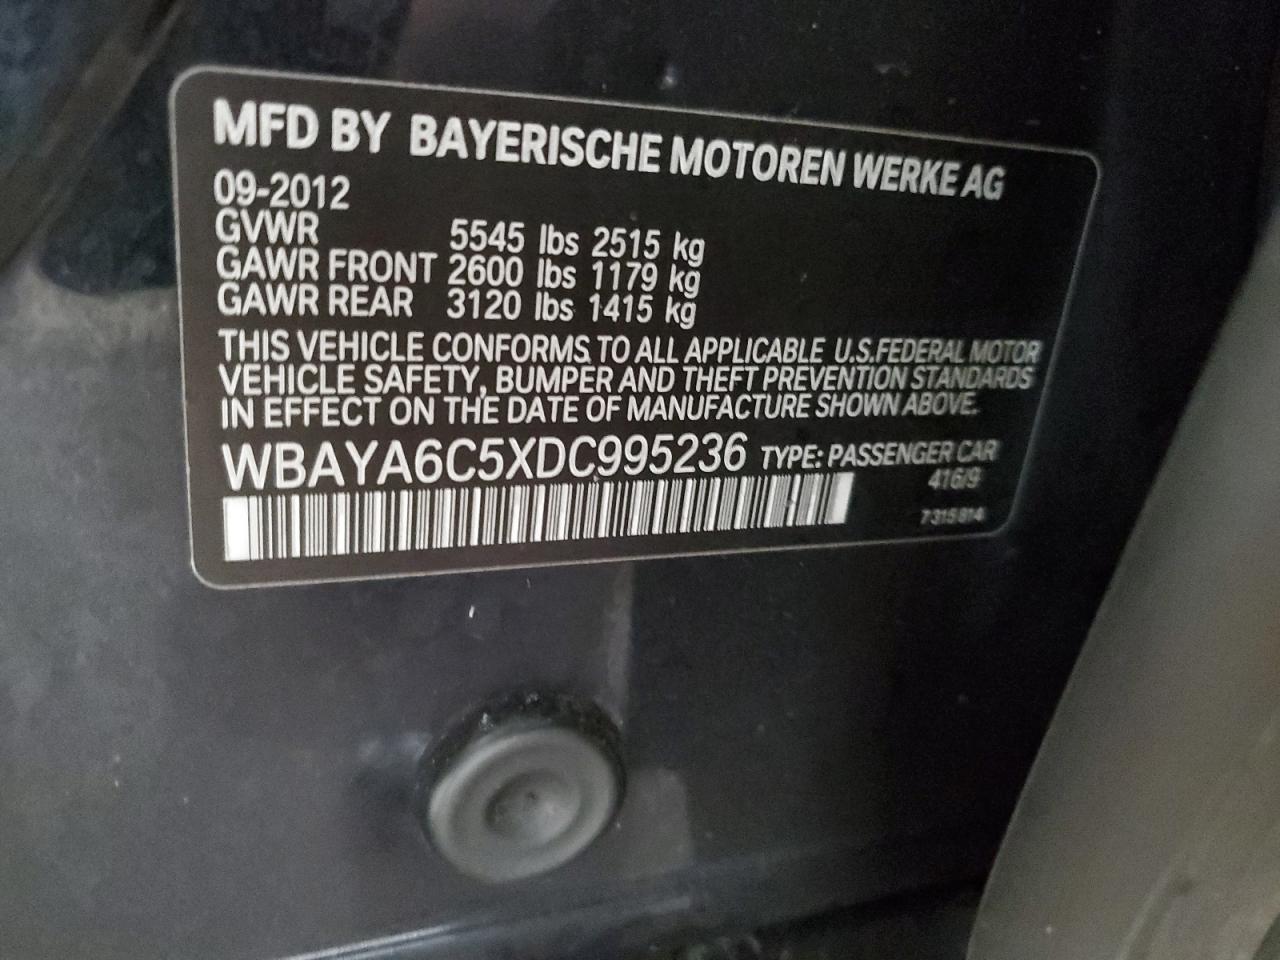 MFD BY BAYERISCHE MOTOREN WERKE AG
09-2012
GVWR 5545 lbs 2515 kg
GAWR FRONT 2600 lbs 1179 kg
GAWR REAR 3120 lbs 1415 kg
THIS VEHICLE CONFORMS TO ALL APPLICABLE U.S.FEDERAL MOTOR
VEHICLE SAFETY, BUMPER AND THEFT PREVENTION STANDARDS
IN EFFECT ON THE DATE OF MANUFACTURE SHOWN ABOVE.
WBAYA6C5XDC995236 TYPE: PASSENGER CAR
416/9
7315814